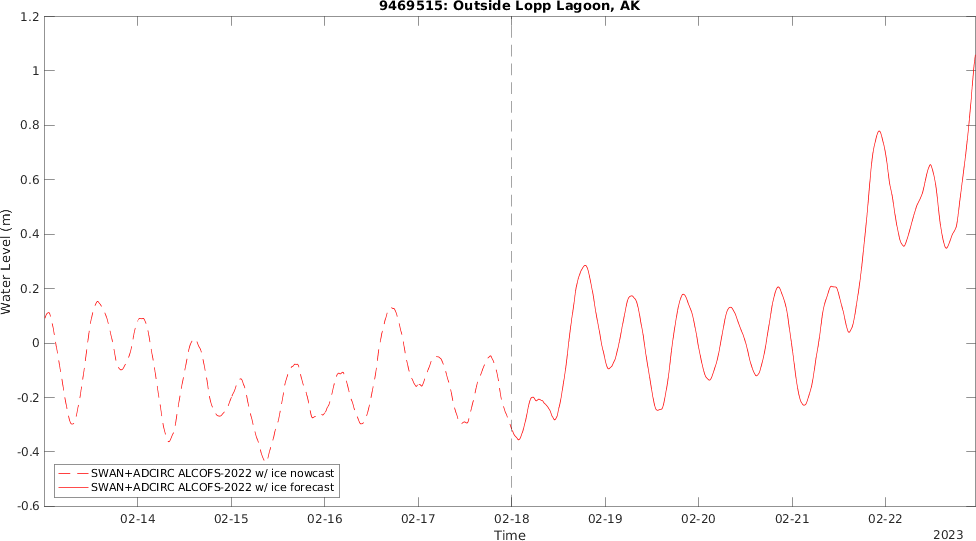 9469515: Outside Lopp Lagoon, AK
1.2
1
0.8
0.6
0.4
0.2
0
-0.2
-0.4
-0.6
Water Level (m)
SWAN+ADCIRC ALCOFS-2022 w/ ice nowcast
SWAN+ADCIRC ALCOFS-2022 w/ ice forecast
02-14 02-15 02-16 02-17 02-18 02-19 02-20 02-21 02-22
Time
2023